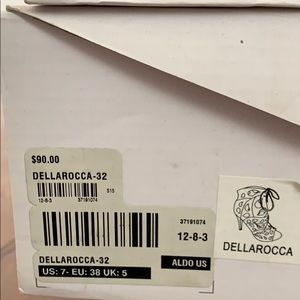 $90.00
DELLAROCCA-32
$15
12-8-3 37191074
37191074
12-8-3
DELLAROCCA-32 ALDO US
US: 7- EU: 38 UK: 5
DELLAROCCA